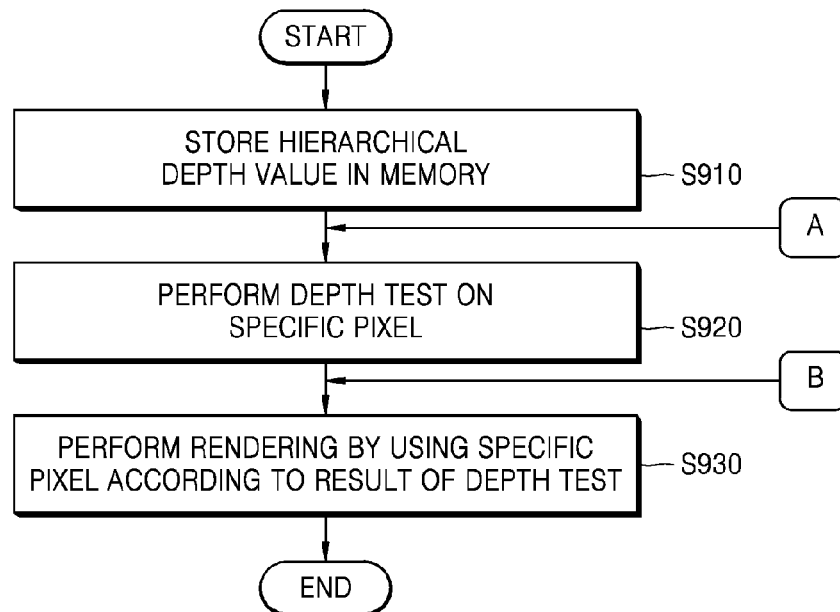 START
STORE HIERARCHICAL
DEPTH VALUE IN MEMORY
S910
A
PERFORM DEPTH TEST ON
SPECIFIC PIXEL
S920
B
PERFORM RENDERING BY USING SPECIFIC
PIXEL ACCORDING TO RESULT OF DEPTH TEST
S930
END